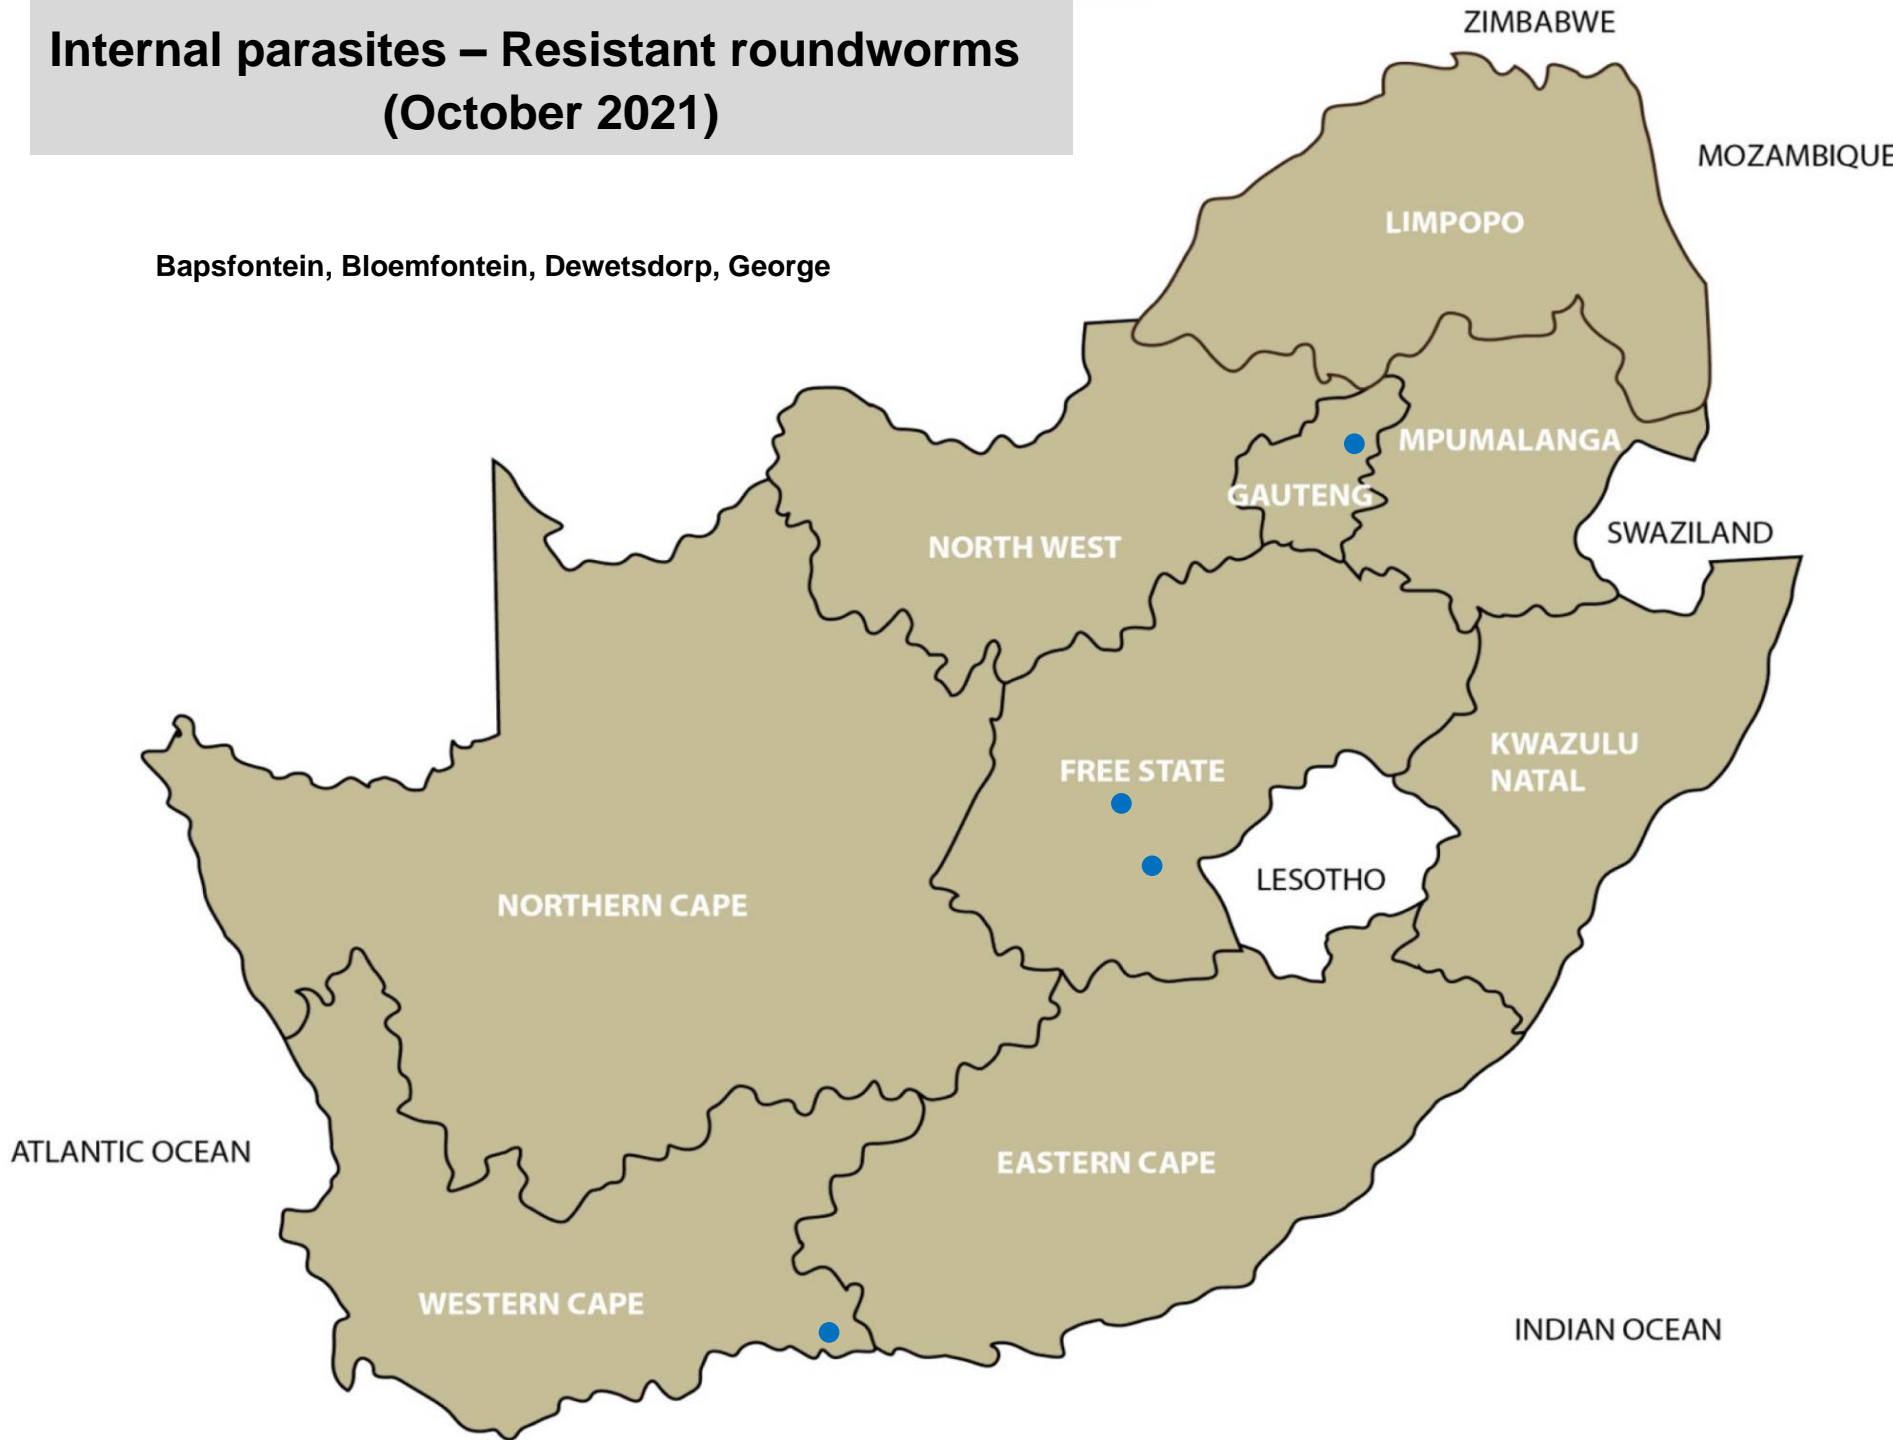 Internal parasites – Resistant roundworms
(October 2021)
ZIMBABWE
MOZAMBIQUE
LIMPOPO
Bapsfontein, Bloemfontein, Dewetsdorp, George
MPUMALANGA
GAUTENG
SWAZILAND
NORTH WEST
KWAZULU
NATAL
FREE STATE
LESOTHO
NORTHERN CAPE
ATLANTIC OCEAN
EASTERN CAPE
WESTERN CAPE
INDIAN OCEAN